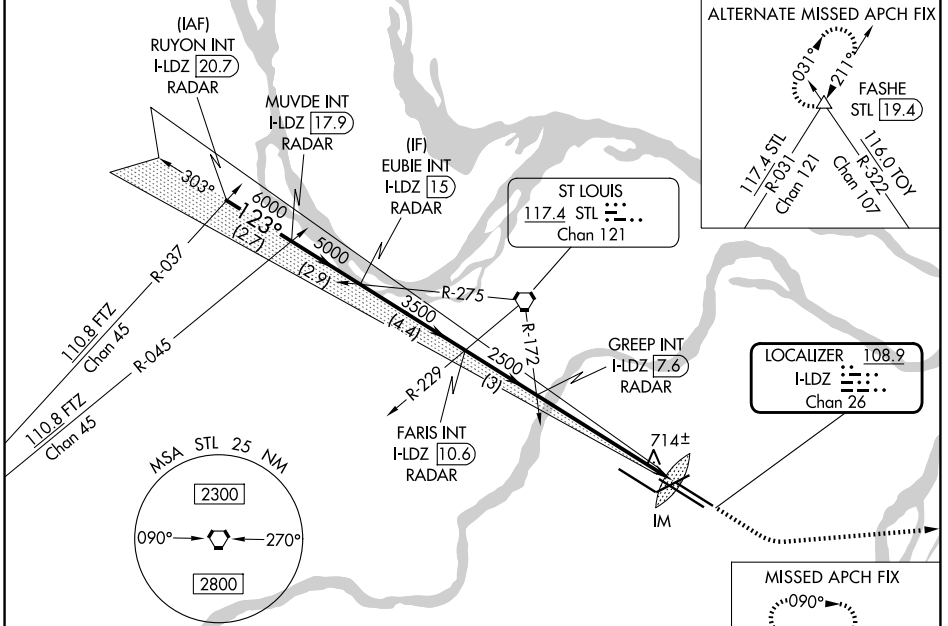 (IAF)
RUYON INT
I-LDZ 20.7
RADAR
MUVDE INT
I-LDZ 17.9
RADAR
(IF)
EUBIE INT
I-LDZ 15
RADAR
ALTERNATE MISSED APCH FIX
031°
211°
FASHE
STL 19.4
117.4 STL
R-031
Chan 121
116.0 TOY
R-322
Chan 107
ST LOUIS
117.4 STL
Chan 121
303°
6000
123°
(2.7)
5000
(2.9)
R-275
3500
(4.4)
R-172
2500
(3)
R-229
R-037
110.8 FTZ
Chan 45
R-045
110.8 FTZ
Chan 45
GREEP INT
I-LDZ 7.6
RADAR
LOCALIZER 108.9
I-LDZ
Chan 26
FARIS INT
I-LDZ 10.6
RADAR
714±
IM
MSA STL 25 NM
2300
090°
270°
2800
MISSED APCH FIX
090°